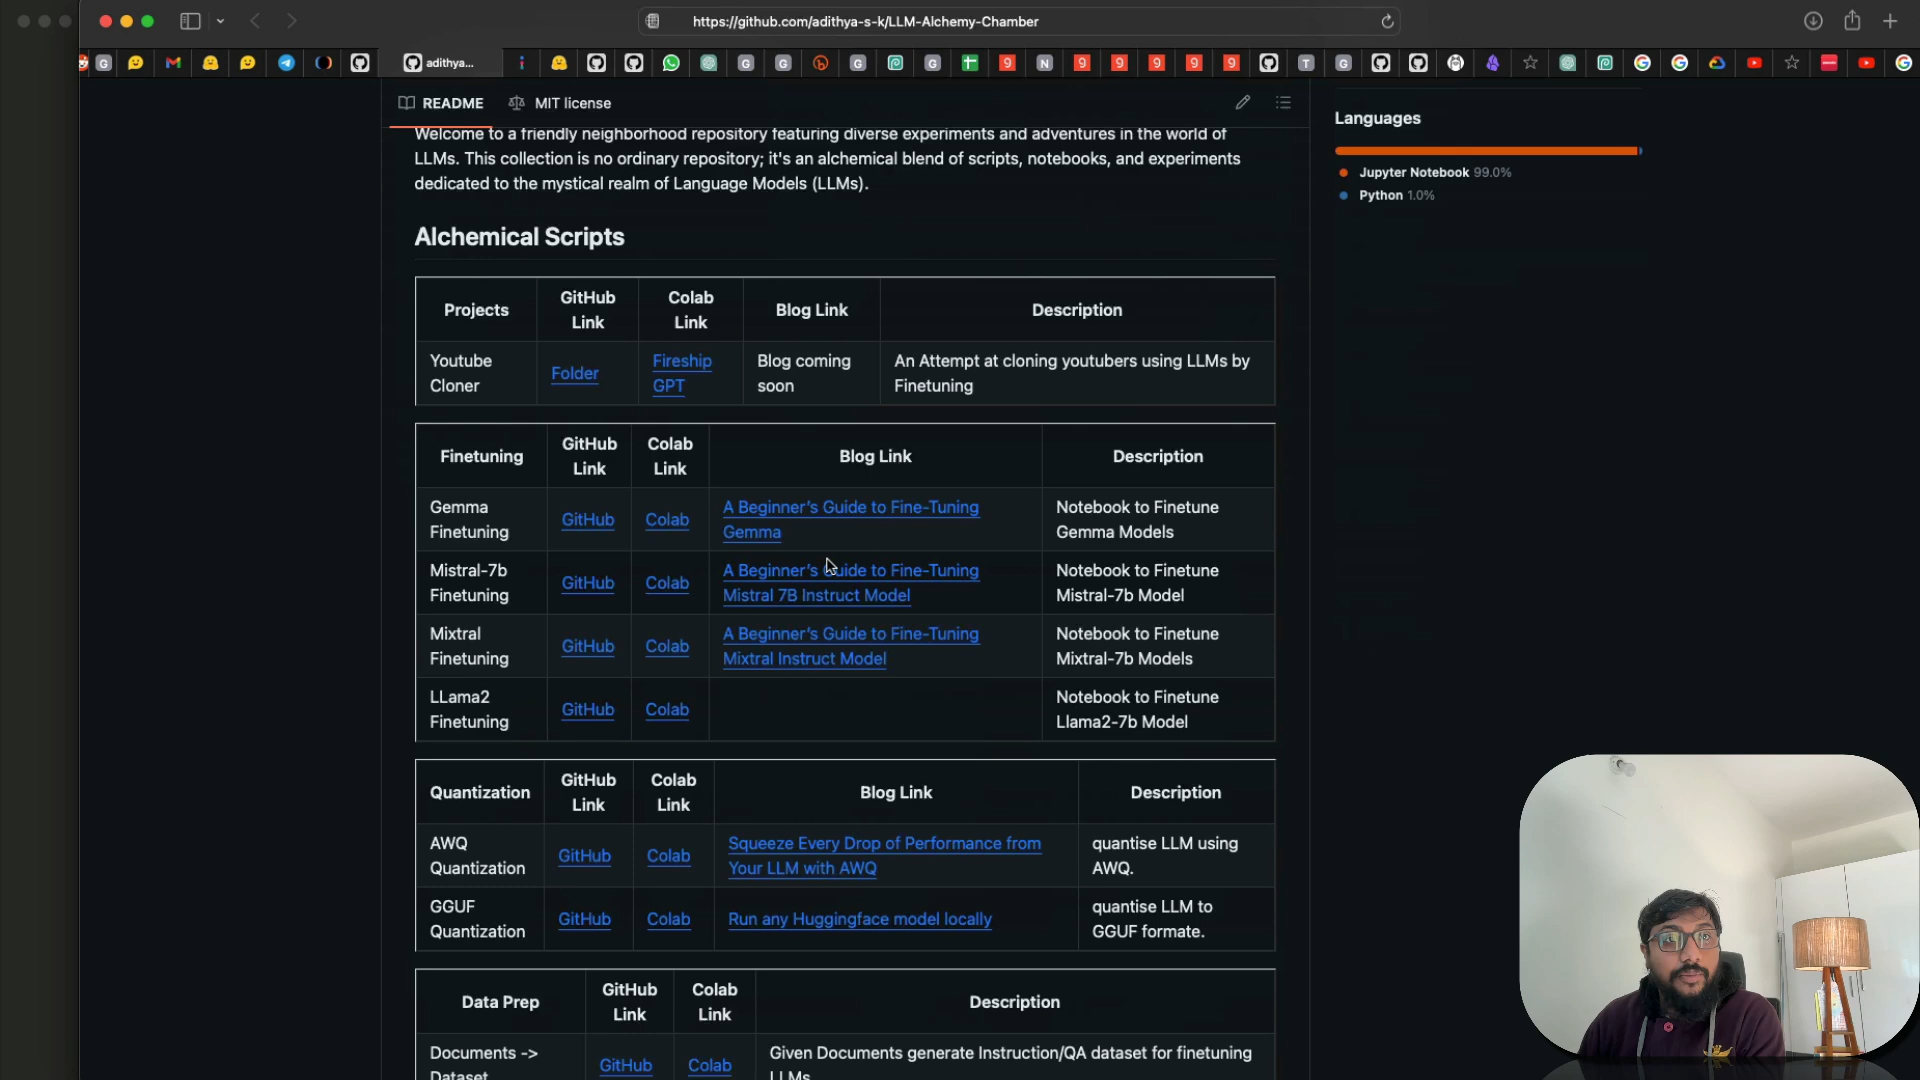 https://github.com/adithya-s-k/LLM-Alchemy-Chamber
adithya...
README
MIT license
Welcome to a friendly neighborhood repository featuring diverse experiments and adventures in the world of
LLMs. This collection is no ordinary repository; it's an alchemical blend of scripts, notebooks, and experiments
dedicated to the mystical realm of Language Models (LLMs).
Languages
Jupyter Notebook 99.0%
Python 1.0%
Alchemical Scripts
Projects
GitHub
Link
Colab
Link
Blog Link
Description
Youtube
Cloner
Folder
Fireship
GPT
Blog coming
soon
An Attempt at cloning youtubers using LLMs by
Finetuning
Finetuning
GitHub
Link
Colab
Link
Blog Link
Description
Gemma
Finetuning
GitHub
Colab
A Beginner's Guide to Fine-Tuning
Gemma
Notebook to Finetune
Gemma Models
Mistral-7b
Finetuning
GitHub
Colab
A Beginner's Guide to Fine-Tuning
Mistral 7B Instruct Model
Notebook to Finetune
Mistral-7b Model
Mixtral
Finetuning
GitHub
Colab
A Beginner's Guide to Fine-Tuning
Mixtral Instruct Model
Notebook to Finetune
Mixtral-7b Models
LLama2
Finetuning
GitHub
Colab
Notebook to Finetune
Llama2-7b Model
Quantization
GitHub
Link
Colab
Link
Blog Link
Description
AWQ
Quantization
GitHub
Colab
Squeeze Every Drop of Performance from
Your LLM with AWQ
quantise LLM using
AWQ.
GGUF
Quantization
GitHub
Colab
Run any Huggingface model locally
quantise LLM to
GGUF formate.
Data Prep
GitHub
Link
Colab
Link
Description
Documents ->
Dataset
GitHub
Colab
Given Documents generate Instruction/QA dataset for finetuning
LLMs